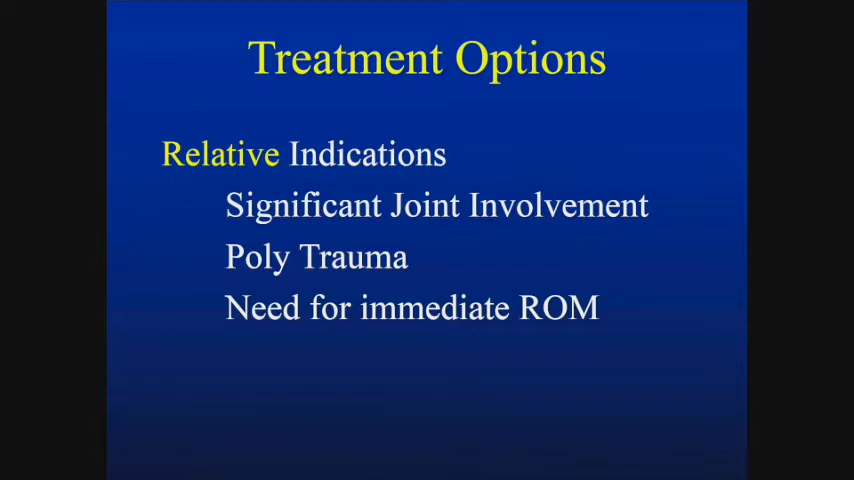 Treatment Options
Relative Indications
Significant Joint Involvement
Poly Trauma
Need for immediate ROM